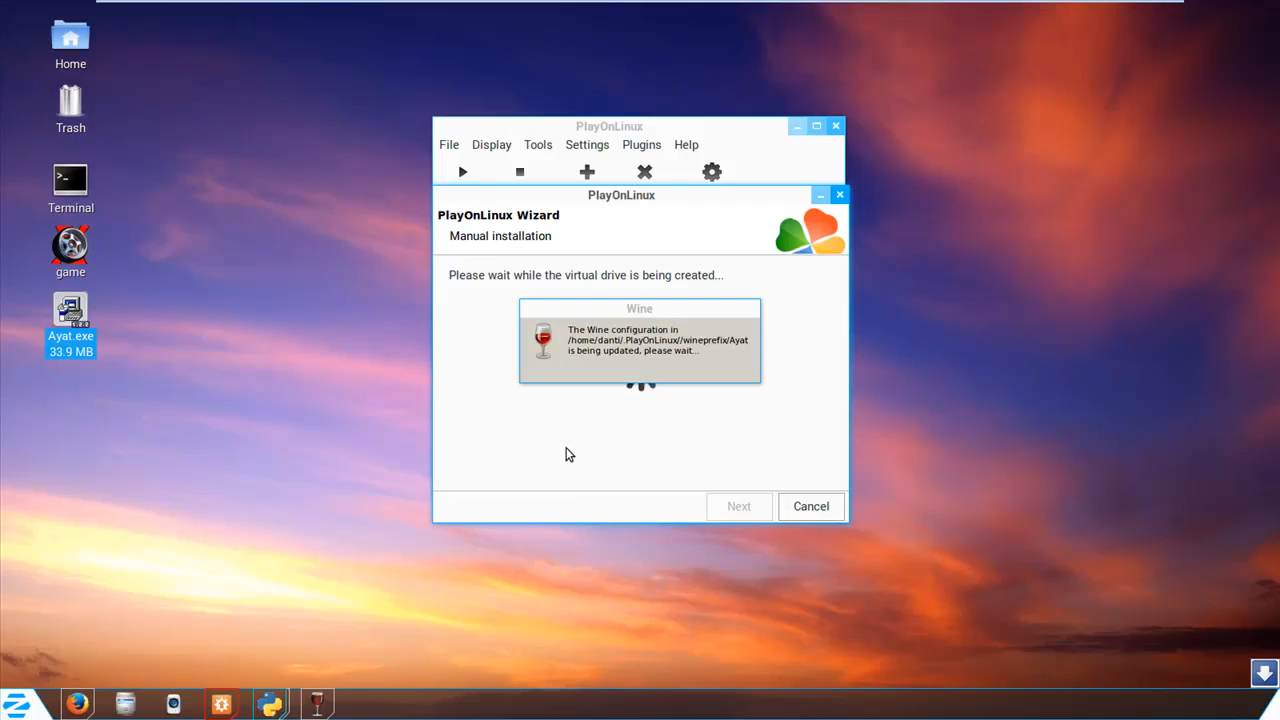 Home
Trash
Terminal
game
Ayat.exe
33.9 MB
PlayOnLinux
File Display Tools Settings Plugins Help
PlayOnLinux
PlayOnLinux Wizard
Manual installation
Please wait while the virtual drive is being created...
Wine
The Wine configuration in
/home/danti/.PlayOnLinux//wineprefix/Ayat
is being updated, please wait...
Next Cancel